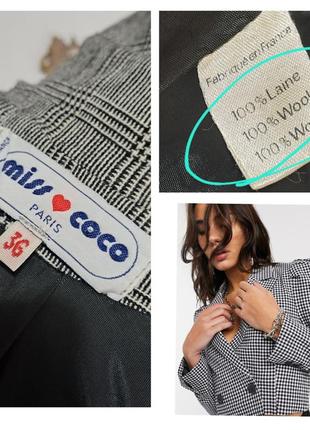 miss ❤ coco
PARIS
36
Fabriqué en France
100% Laine
100% Wool
100% Wo